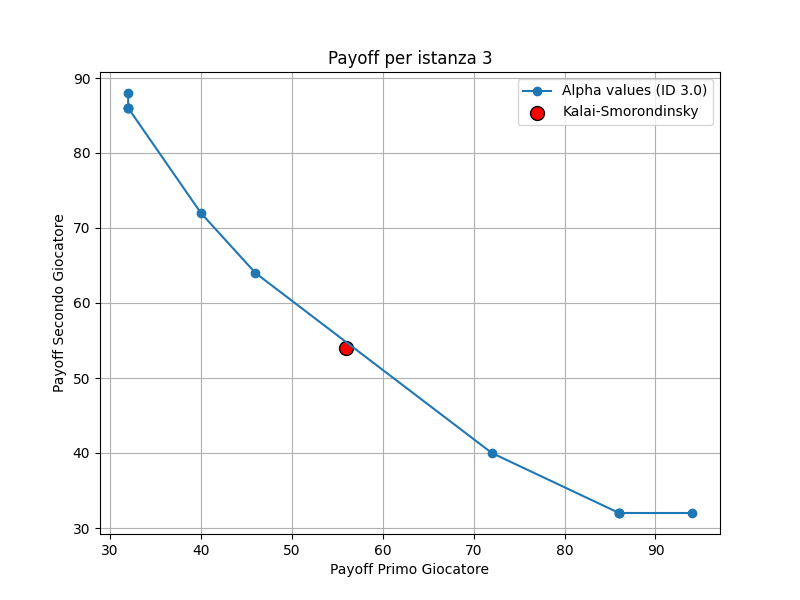 Payoff per istanza 3
Alpha values (ID 3.0)
Kalai-Smorondinsky
90
80
70
60
50
40
30
Payoff Secondo Giocatore
30 40 50 60 70 80 90
Payoff Primo Giocatore